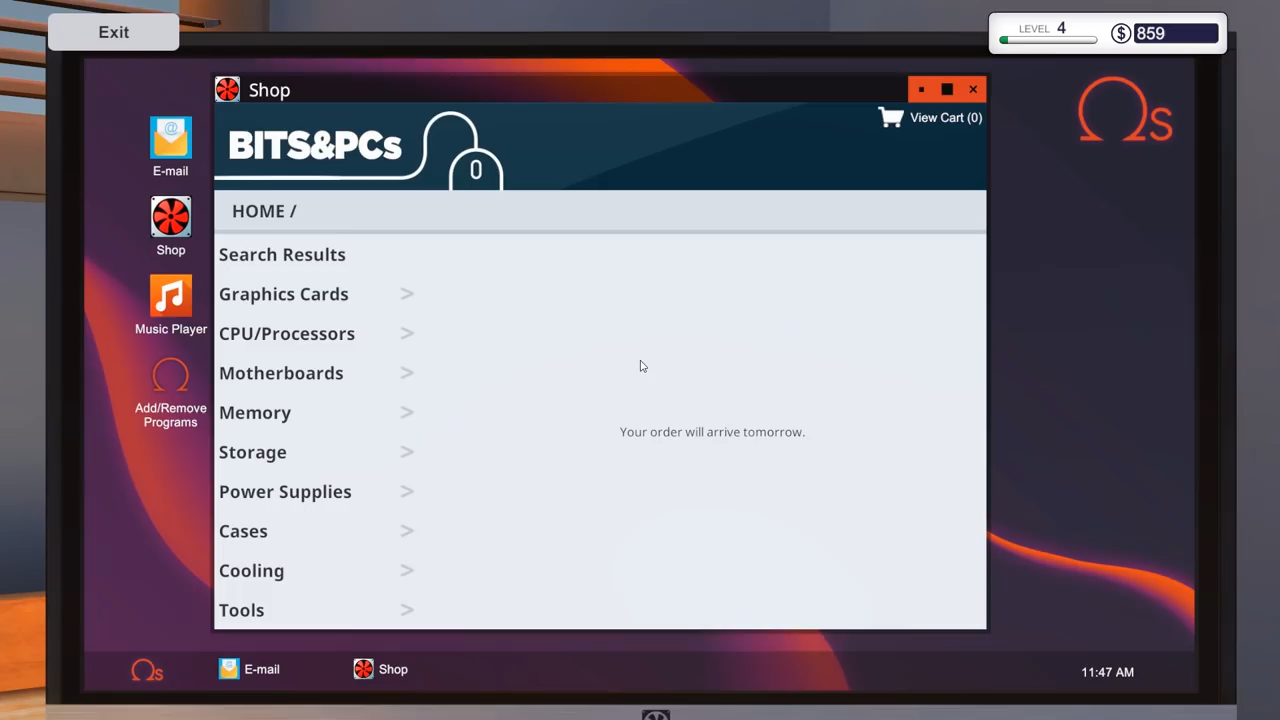 Exit
LEVEL 4
$ 859
Shop
BITS&PCs
View Cart (0)
HOME /
Search Results
Graphics Cards >
CPU/Processors >
Motherboards >
Memory >
Storage >
Power Supplies >
Cases >
Cooling >
Tools >
Your order will arrive tomorrow.
E-mail
Shop
Music Player
Add/Remove
Programs
Ωs
Ωs
E-mail
Shop
11:47 AM